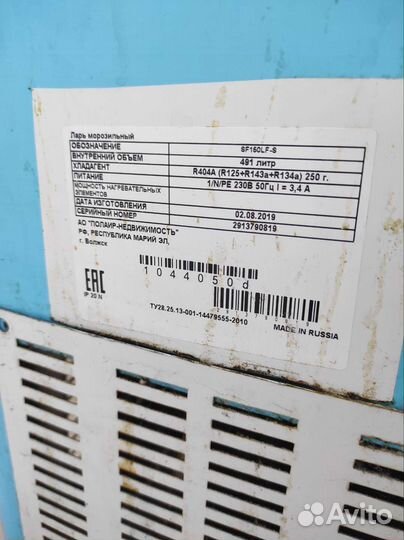 Ларь морозильный
ОБОЗНАЧЕНИЕ SF150LF-S
ВНУТРЕННИЙ ОБЪЕМ 491 литр
ХЛАДАГЕНТ R404A (R125+R143a+R134a) 250 г.
ПИТАНИЕ 1/N/PE 230В 50Гц I = 3,4 А
МОЩНОСТЬ НАГРЕВАТЕЛЬНЫХ
ЭЛЕМЕНТОВ
ДАТА ИЗГОТОВЛЕНИЯ 02.08.2019
СЕРИЙНЫЙ НОМЕР 2913790819
АО "ПОЛАИР-НЕДВИЖИМОСТЬ"
РФ, РЕСПУБЛИКА МАРИЙ ЭЛ,
г. Волжск
EAC
IP 20 N
1044050d
ТУ28.25.13-001-14479555-2010
MADE IN RUSSIA
Avito